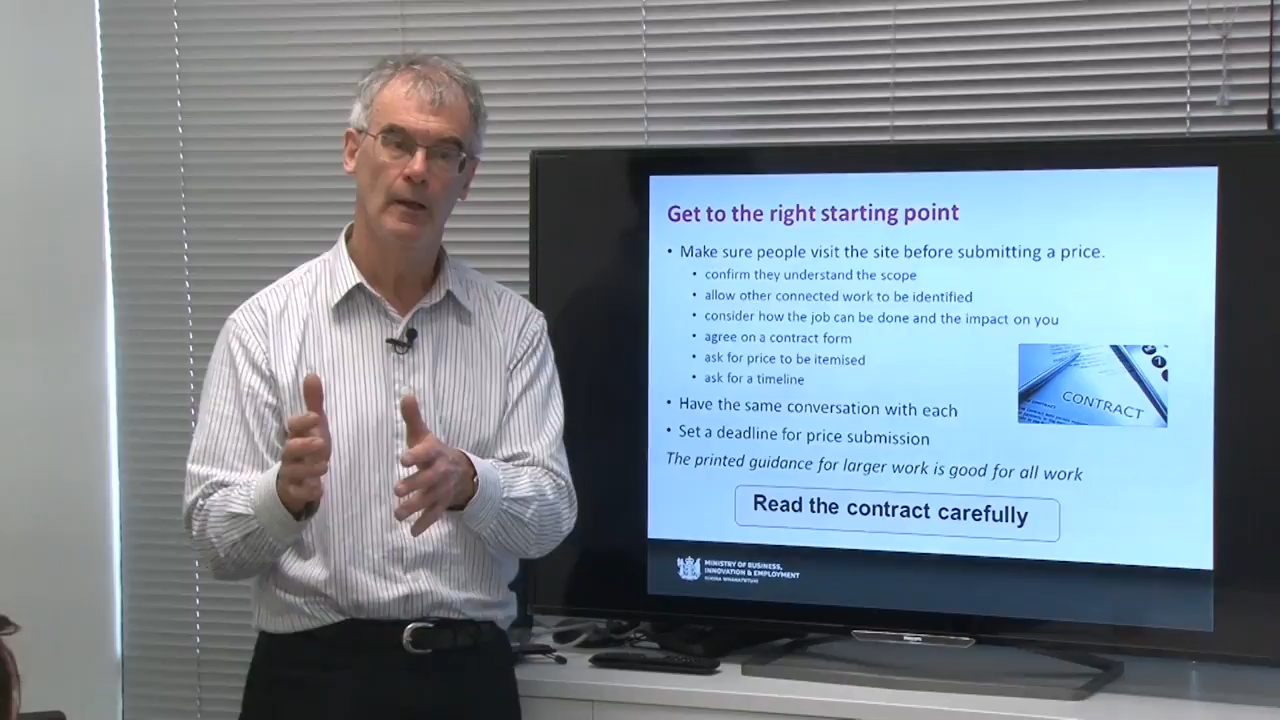 Get to the right starting point
• Make sure people visit the site before submitting a price.
• confirm they understand the scope
• allow other connected work to be identified
• consider how the job can be done and the impact on you
• agree on a contract form
• ask for price to be itemised
• ask for a timeline
CONTRACT
• Have the same conversation with each
• Set a deadline for price submission
The printed guidance for larger work is good for all work
Read the contract carefully
MINISTRY OF BUSINESS,
INNOVATION & EMPLOYMENT
HĪKINA WHAKATUTUKI
PHILIPS